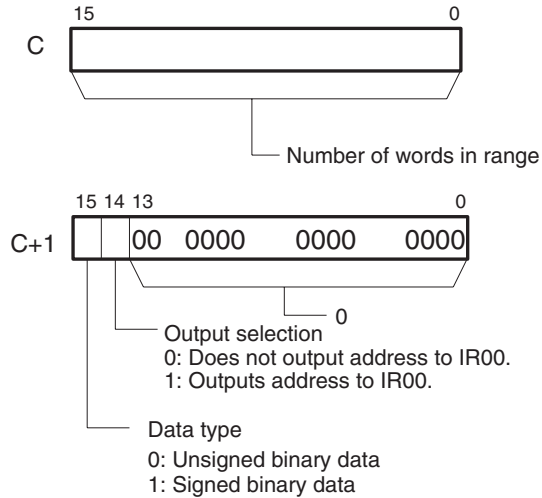 15 0
C
Number of words in range
15 14 13 0
C+1 00 0000 0000 0000
0
Output selection
0: Does not output address to IR00.
1: Outputs address to IR00.
Data type
0: Unsigned binary data
1: Signed binary data